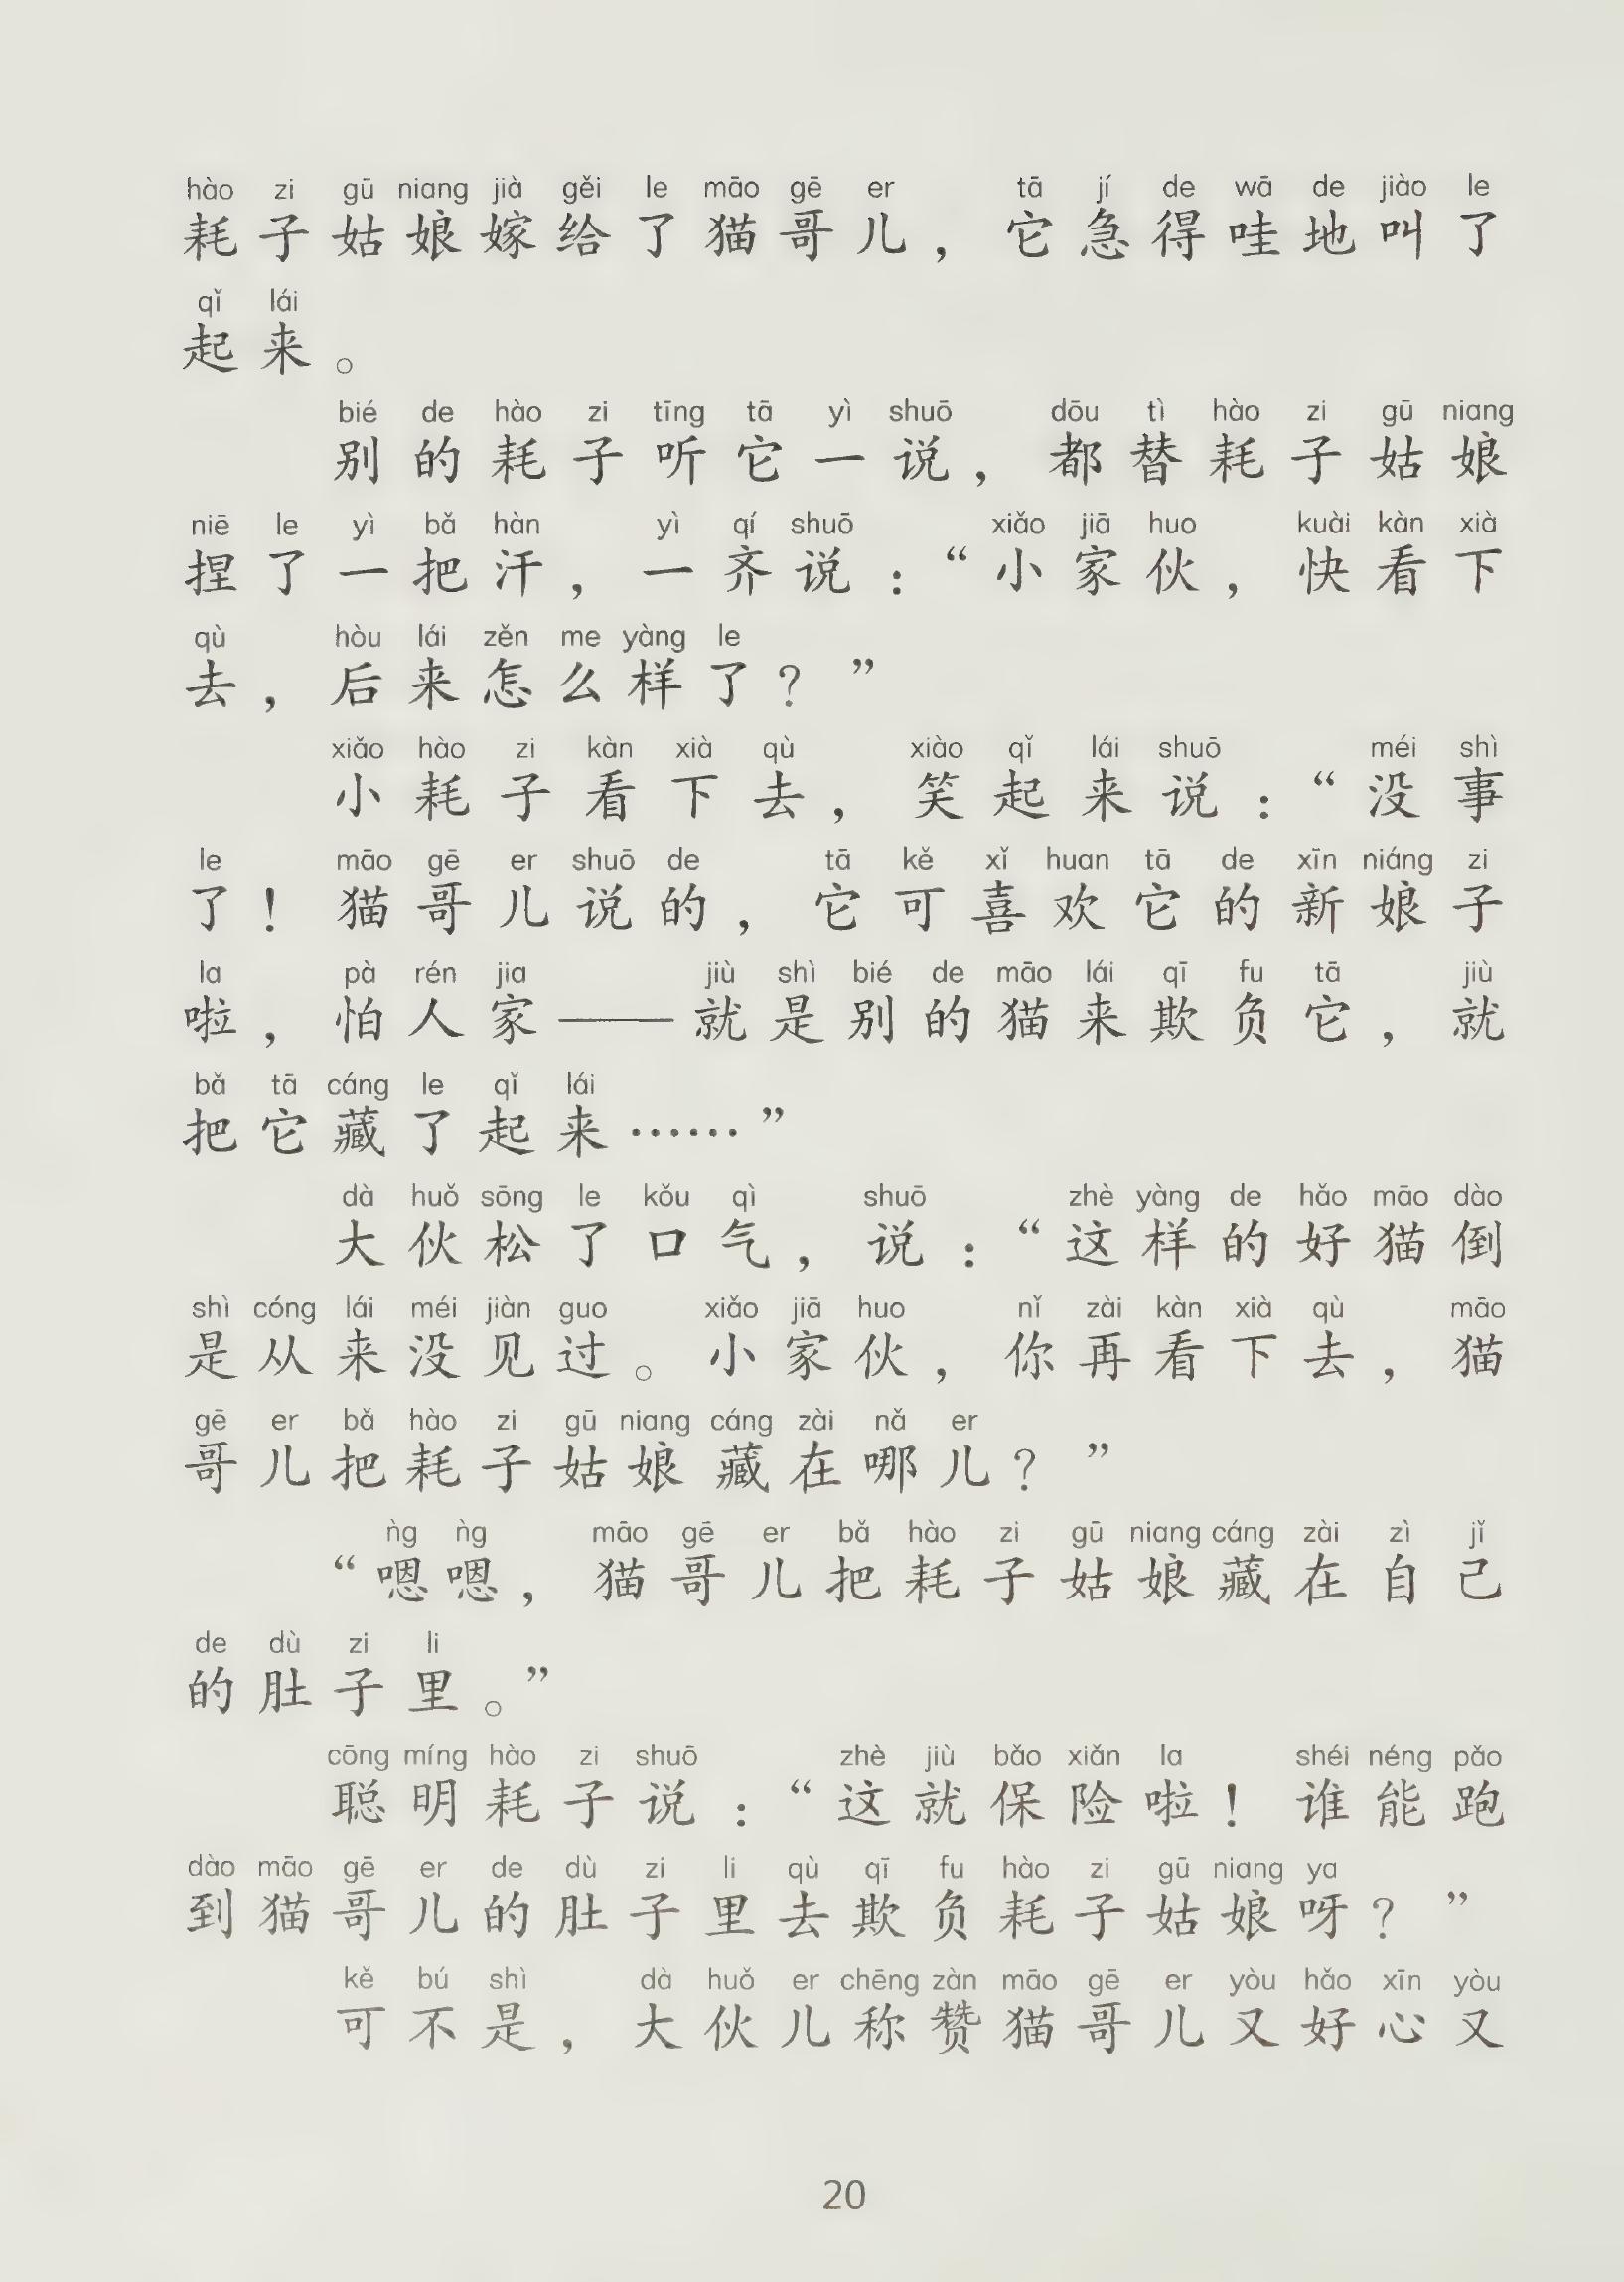 hào zi gū niang jià gěi le māo gē er tā jí de wā de jiào le
耗子姑娘嫁给了猫哥儿，它急得哇地叫了
qǐ lái
起来。
bié de hào zi tīng tā yì shuō dōu tì hào zi gū niang
别的耗子听它一说，都替耗子姑娘
niē le yì bǎ hàn yì qí shuō xiǎo jiā huo kuài kàn xià
捏了一把汗，一齐说：“小家伙，快看下
qù hòu lái zěn me yàng le
去，后来怎么样了？”
xiǎo hào zi kàn xià qù xiào qǐ lái shuō méi shì
小耗子看下去，笑起来说：“没事
le māo gē er shuō de tā kě xǐ huan tā de xīn niáng zi
了！猫哥儿说的，它可喜欢它的新娘子
la pà rén jia jiù shì bié de māo lái qī fu tā jiù
啦，怕人家——就是别的猫来欺负它，就
bǎ tā cáng le qǐ lái
把它藏了起来……”
dà huǒ sōng le kǒu qì shuō zhè yàng de hǎo māo dào
大伙松了口气，说：“这样的好猫倒
shì cóng lái méi jiàn guo xiǎo jiā huo nǐ zài kàn xià qù māo
是从来没见过。小家伙，你再看下去，猫
gē er bǎ hào zi gū niang cáng zài nǎ er
哥儿把耗子姑娘藏在哪儿？”
ǹg ǹg māo gē er bǎ hào zi gū niang cáng zài zì jǐ
“嗯嗯，猫哥儿把耗子姑娘藏在自己
de dù zi li
的肚子里。”
cōng míng hào zi shuō zhè jiù bǎo xiǎn la shéi néng pǎo
聪明耗子说：“这就保险啦！谁能跑
dào māo gē er de dù zi li qù qī fu hào zi gū niang ya
到猫哥儿的肚子里去欺负耗子姑娘呀？”
kě bú shì dà huǒ er chēng zàn māo gē er yòu hǎo xīn yòu
可不是，大伙儿称赞猫哥儿又好心又
20